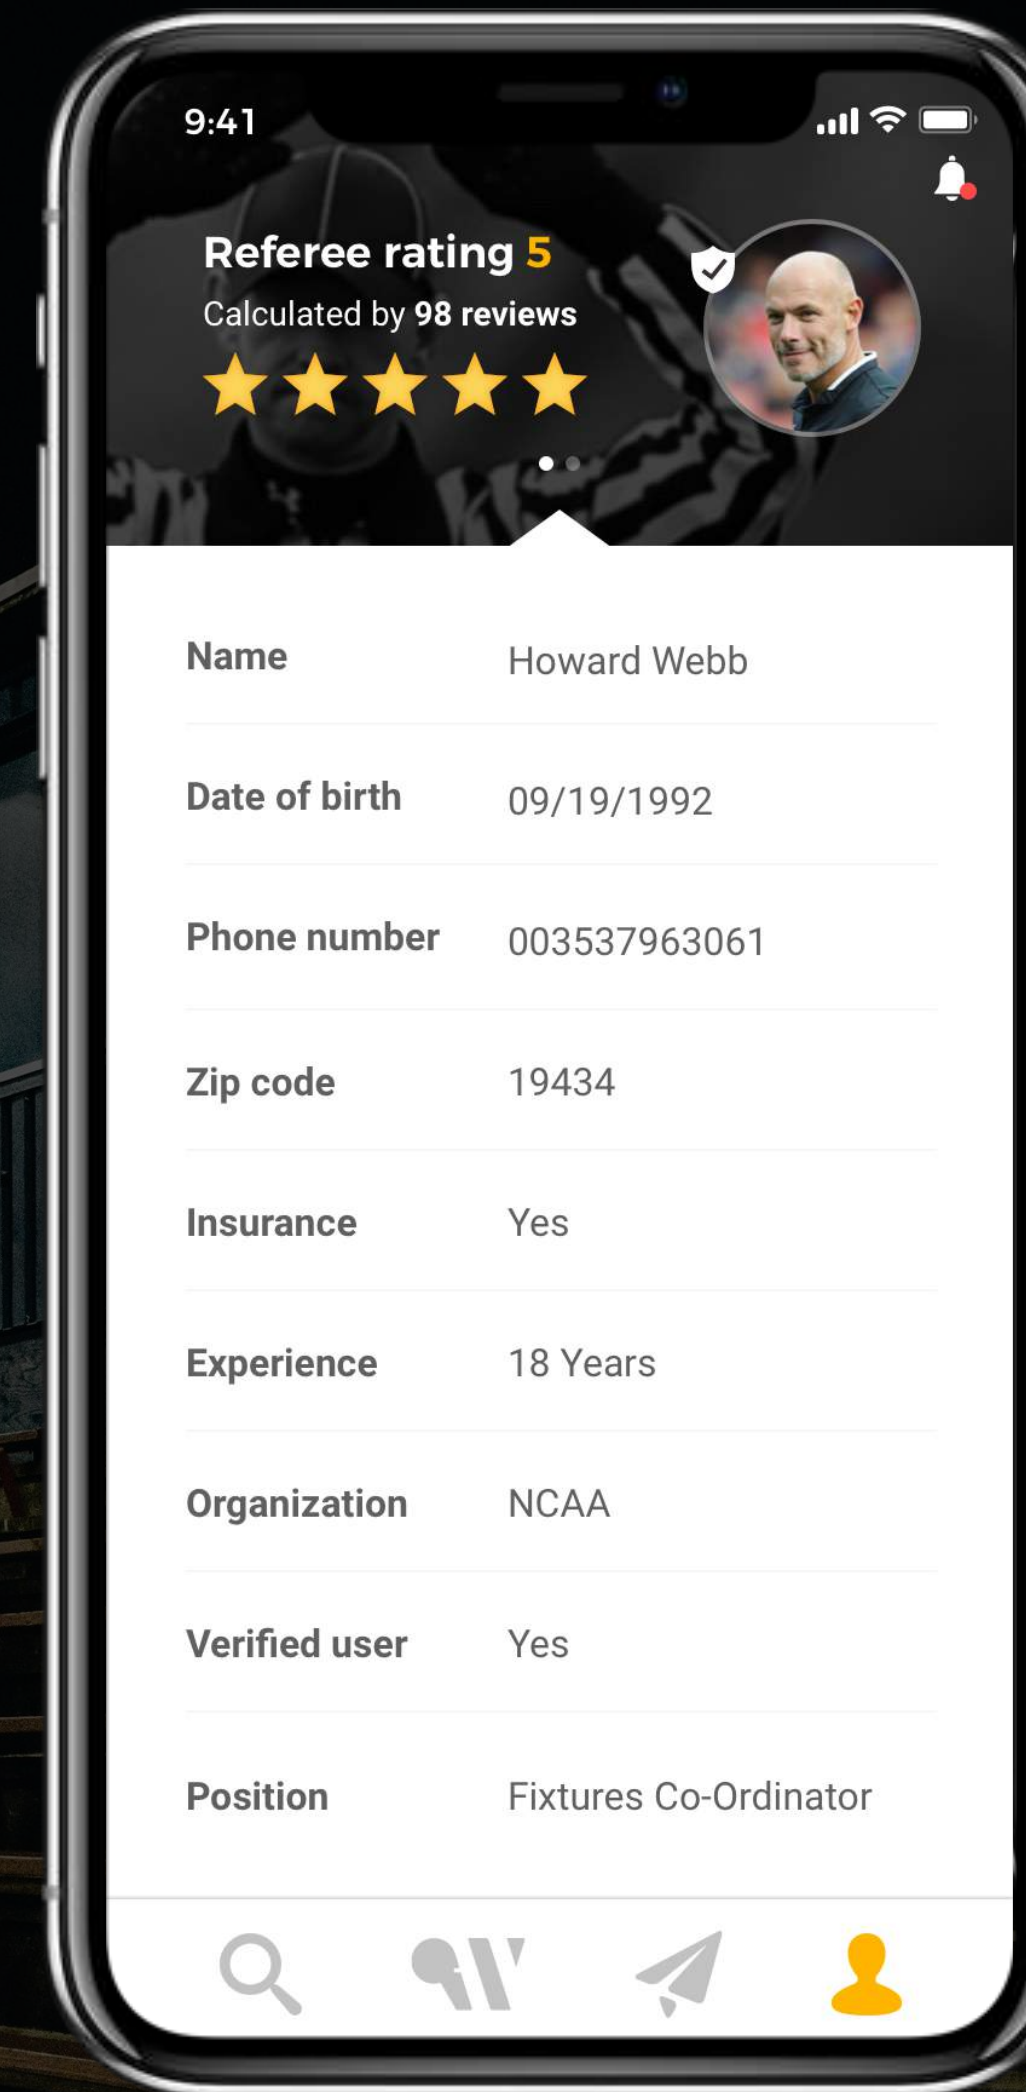 9:41
Referee rating 5
Calculated by 98 reviews
Name Howard Webb
Date of birth 09/19/1992
Phone number 003537963061
Zip code 19434
Insurance Yes
Experience 18 Years
Organization NCAA
Verified user Yes
Position Fixtures Co-Ordinator